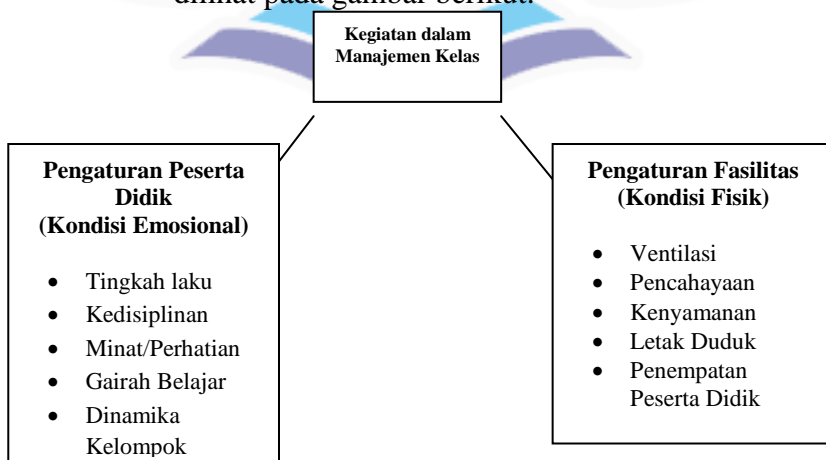 dilihat pada gambar berikut:
Kegiatan dalam
Manajemen Kelas
Pengaturan Peserta
Didik
(Kondisi Emosional)
• Tingkah laku
• Kedisiplinan
• Minat/Perhatian
• Gairah Belajar
• Dinamika
Kelompok
Pengaturan Fasilitas
(Kondisi Fisik)
• Ventilasi
• Pencahayaan
• Kenyamanan
• Letak Duduk
• Penempatan
Peserta Didik